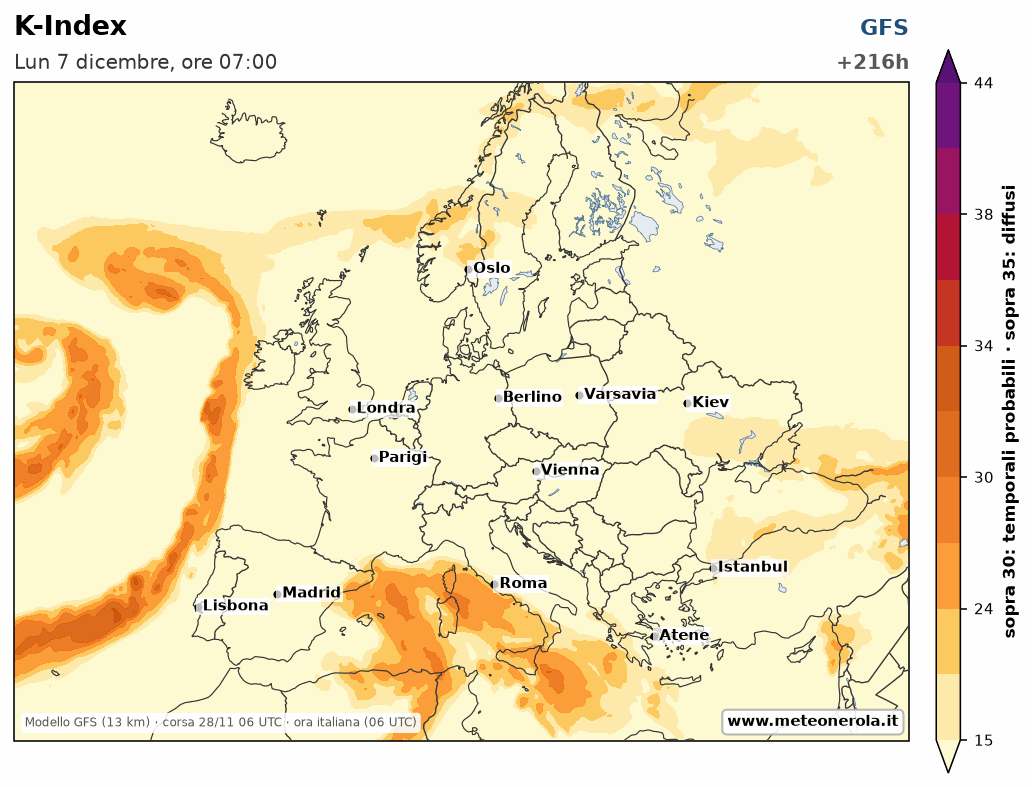 K-Index
GFS
Lun 7 dicembre, ore 07:00
+216h
44
38
34
30
24
15
sopra 30: temporali probabili · sopra 35: diffusi
Oslo
Londra
Berlino
Varsavia
Kiev
Parigi
Vienna
Istanbul
Roma
Madrid
Lisbona
Atene
Modello GFS (13 km) · corsa 28/11 06 UTC · ora italiana (06 UTC)
www.meteonerola.it